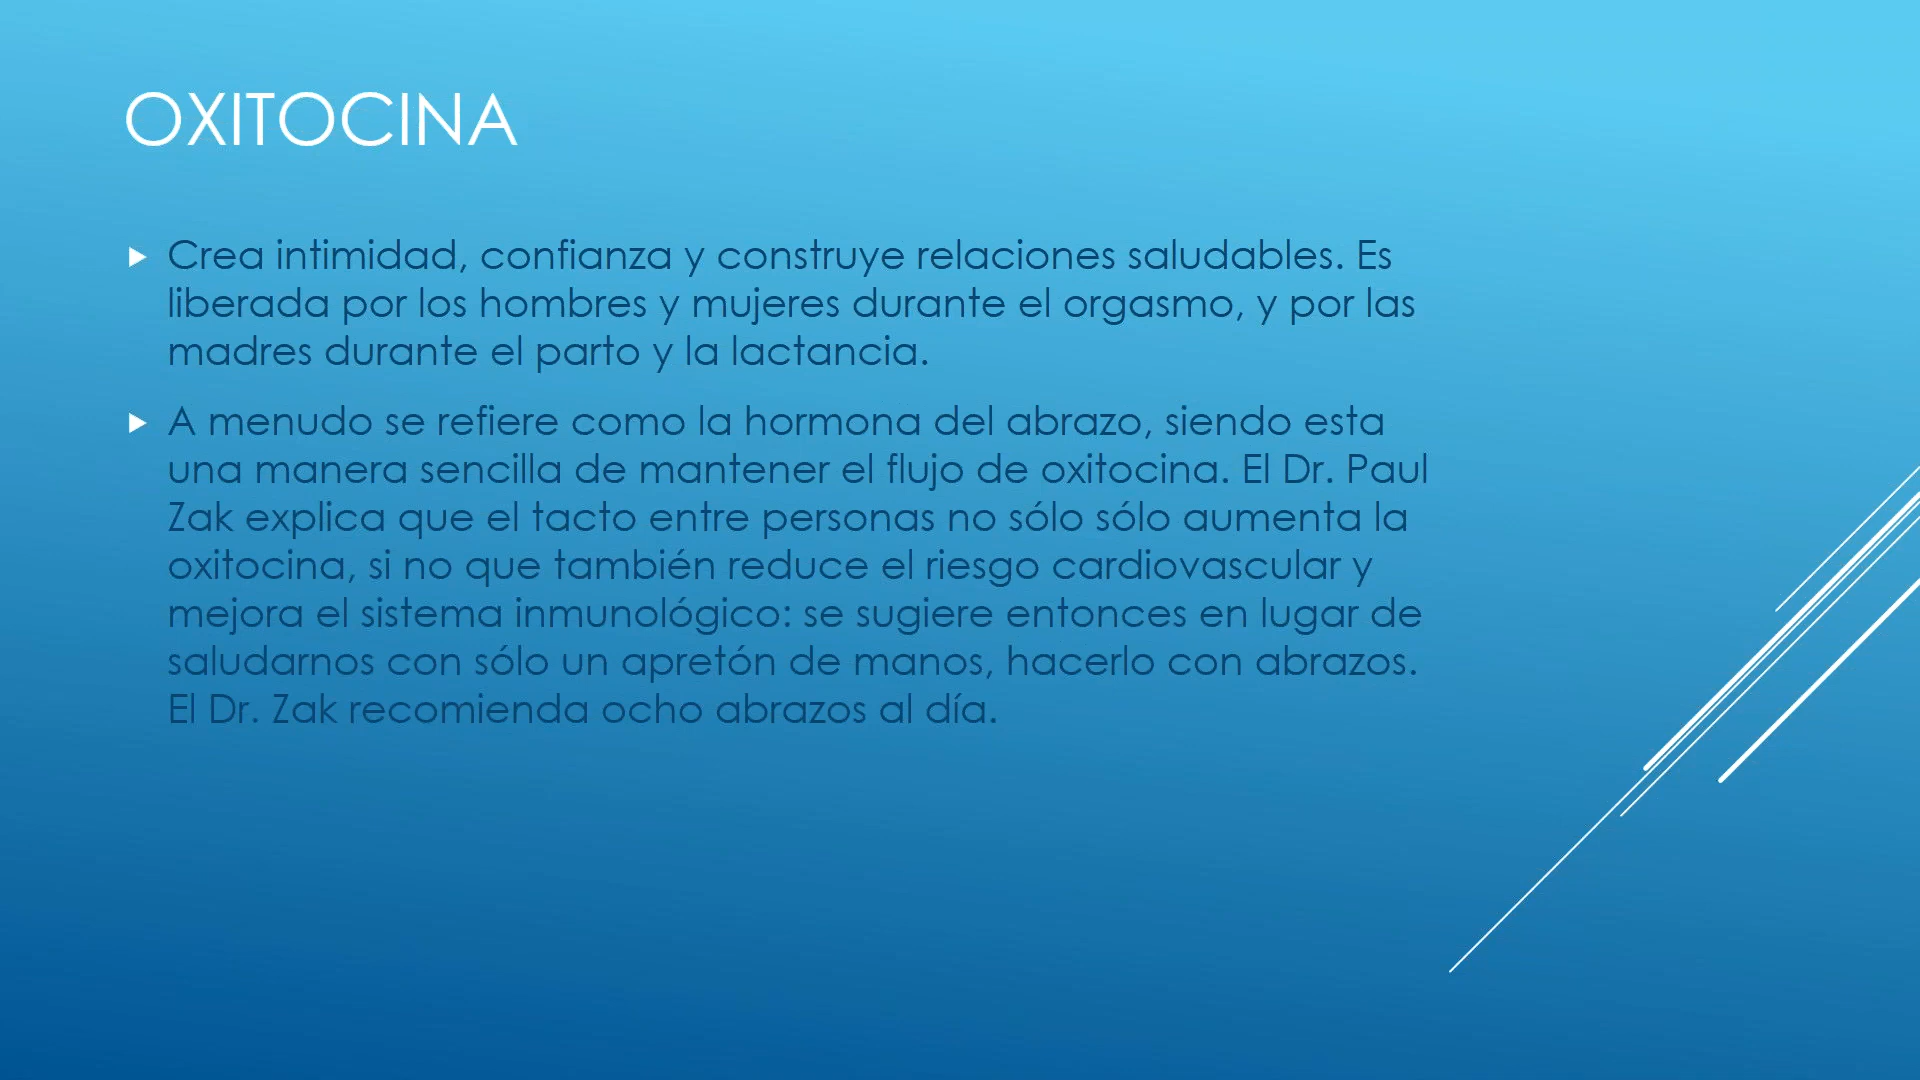 OXITOCINA
Crea intimidad, confianza y construye relaciones saludables. Es
liberada por los hombres y mujeres durante el orgasmo, y por las
madres durante el parto y la lactancia.
A menudo se refiere como la hormona del abrazo, siendo esta
una manera sencilla de mantener el flujo de oxitocina. El Dr. Paul
Zak explica que el tacto entre personas no sólo sólo aumenta la
oxitocina, si no que también reduce el riesgo cardiovascular y
mejora el sistema inmunológico: se sugiere entonces en lugar de
saludarnos con sólo un apretón de manos, hacerlo con abrazos.
El Dr. Zak recomienda ocho abrazos al día.